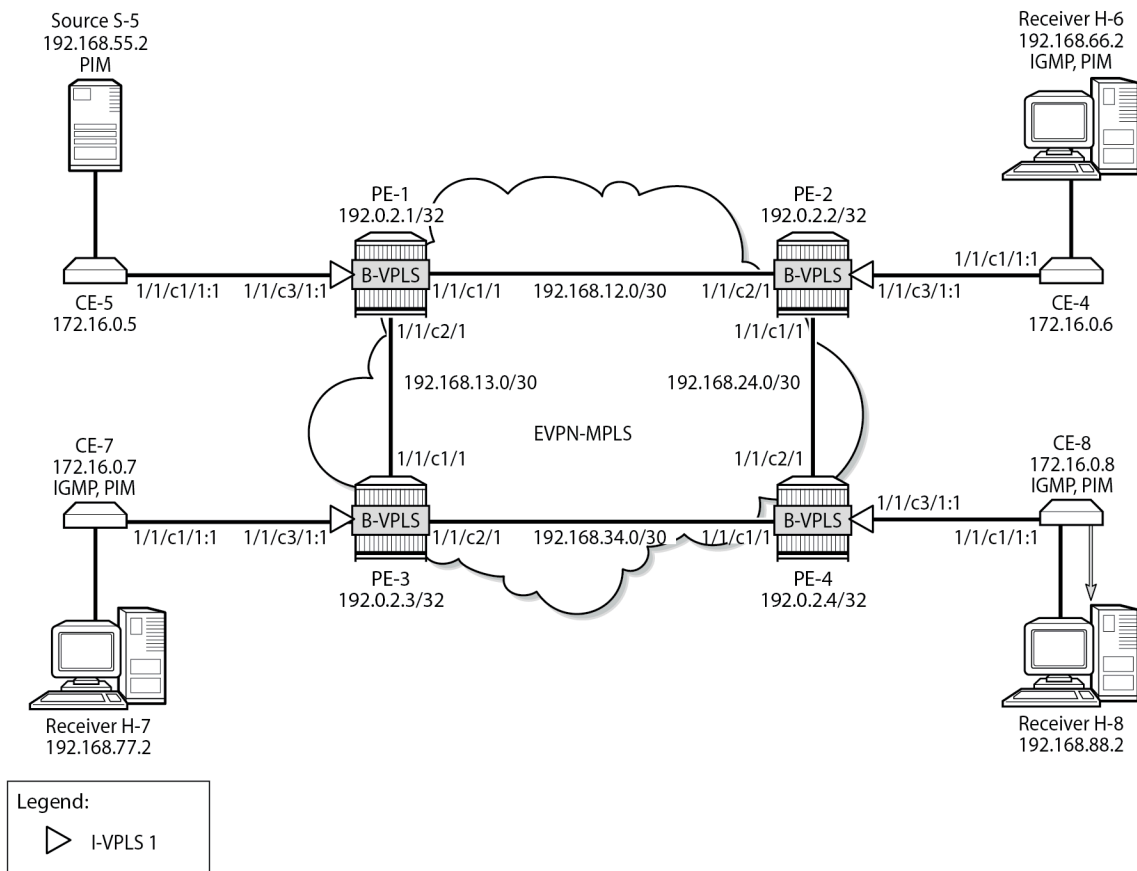 Source S-5
192.168.55.2
PIM
Receiver H-6
192.168.66.2
IGMP, PIM
PE-1
192.0.2.1/32
PE-2
192.0.2.2/32
B-VPLS
B-VPLS
1/1/c1/1:1
1/1/c3/1:1
1/1/c1/1
192.168.12.0/30
1/1/c2/1
1/1/c3/1:1
1/1/c1/1:1
CE-5
172.16.0.5
CE-4
172.16.0.6
1/1/c2/1
1/1/c1/1
192.168.13.0/30
192.168.24.0/30
EVPN-MPLS
CE-7
172.16.0.7
IGMP, PIM
1/1/c1/1
1/1/c2/1
CE-8
172.16.0.8
IGMP, PIM
1/1/c3/1:1
B-VPLS
B-VPLS
1/1/c1/1:1
1/1/c3/1:1
1/1/c2/1
192.168.34.0/30
1/1/c1/1
1/1/c1/1:1
PE-3
192.0.2.3/32
PE-4
192.0.2.4/32
Receiver H-7
192.168.77.2
Receiver H-8
192.168.88.2
Legend:
I-VPLS 1